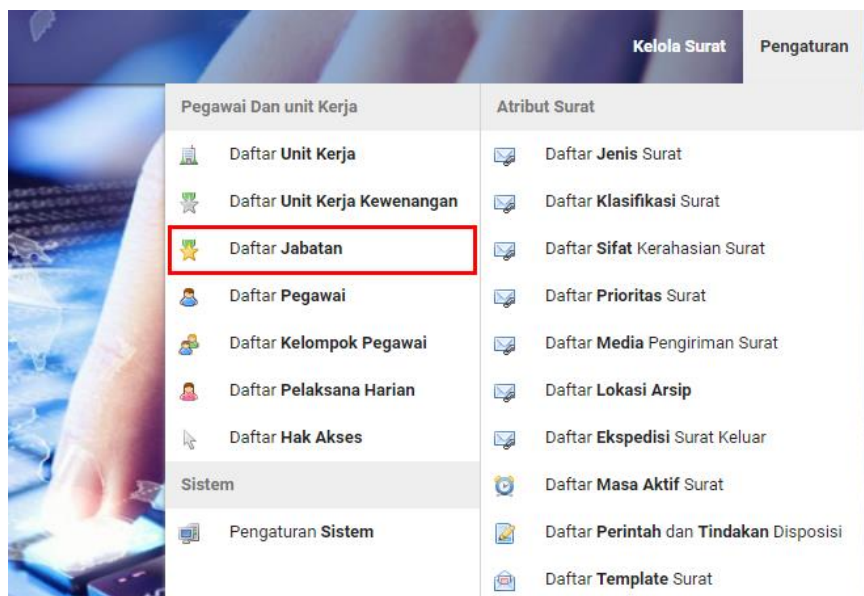 Kelola Surat
Pengaturan
Pegawai Dan unit Kerja
Daftar Unit Kerja
Daftar Unit Kerja Kewenangan
Daftar Jabatan
Daftar Pegawai
Daftar Kelompok Pegawai
Daftar Pelaksana Harian
Daftar Hak Akses
Sistem
Pengaturan Sistem
Atribut Surat
Daftar Jenis Surat
Daftar Klasifikasi Surat
Daftar Sifat Kerahasian Surat
Daftar Prioritas Surat
Daftar Media Pengiriman Surat
Daftar Lokasi Arsip
Daftar Ekspedisi Surat Keluar
Daftar Masa Aktif Surat
Daftar Perintah dan Tindakan Disposisi
Daftar Template Surat